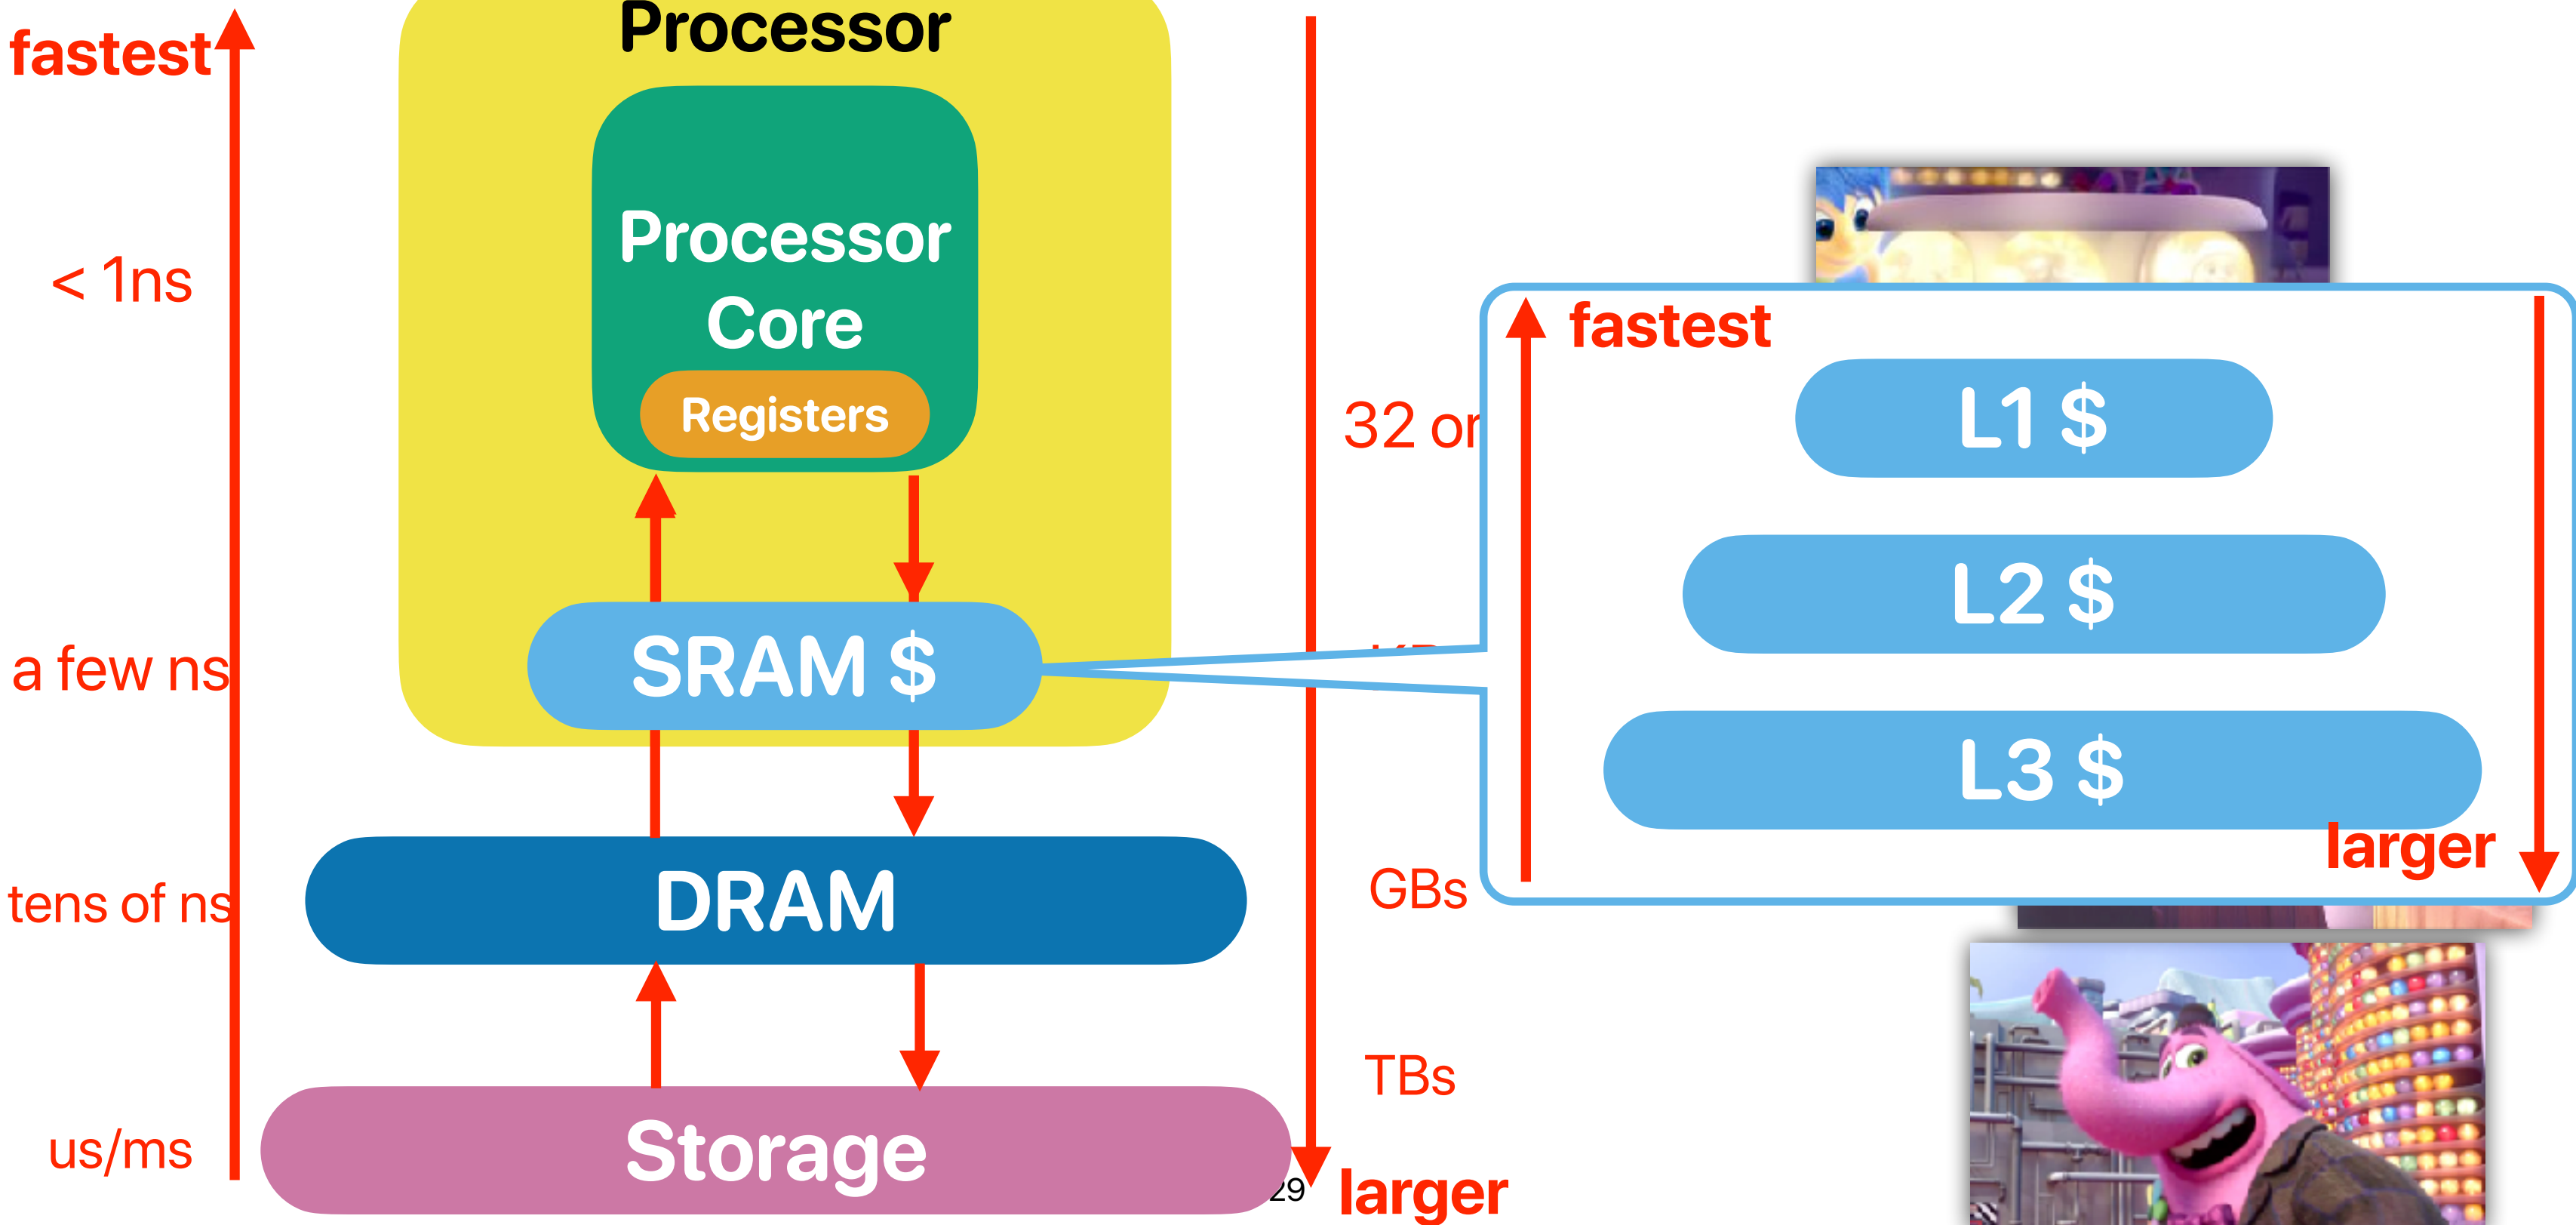 Processor
fastest
Processor
Core
< 1ns
Registers
32 or
fastest
L1 $
L2 $
L3 $
larger
SRAM $
a few ns
DRAM
tens of ns
GBs
TBs
Storage
us/ms
29
larger